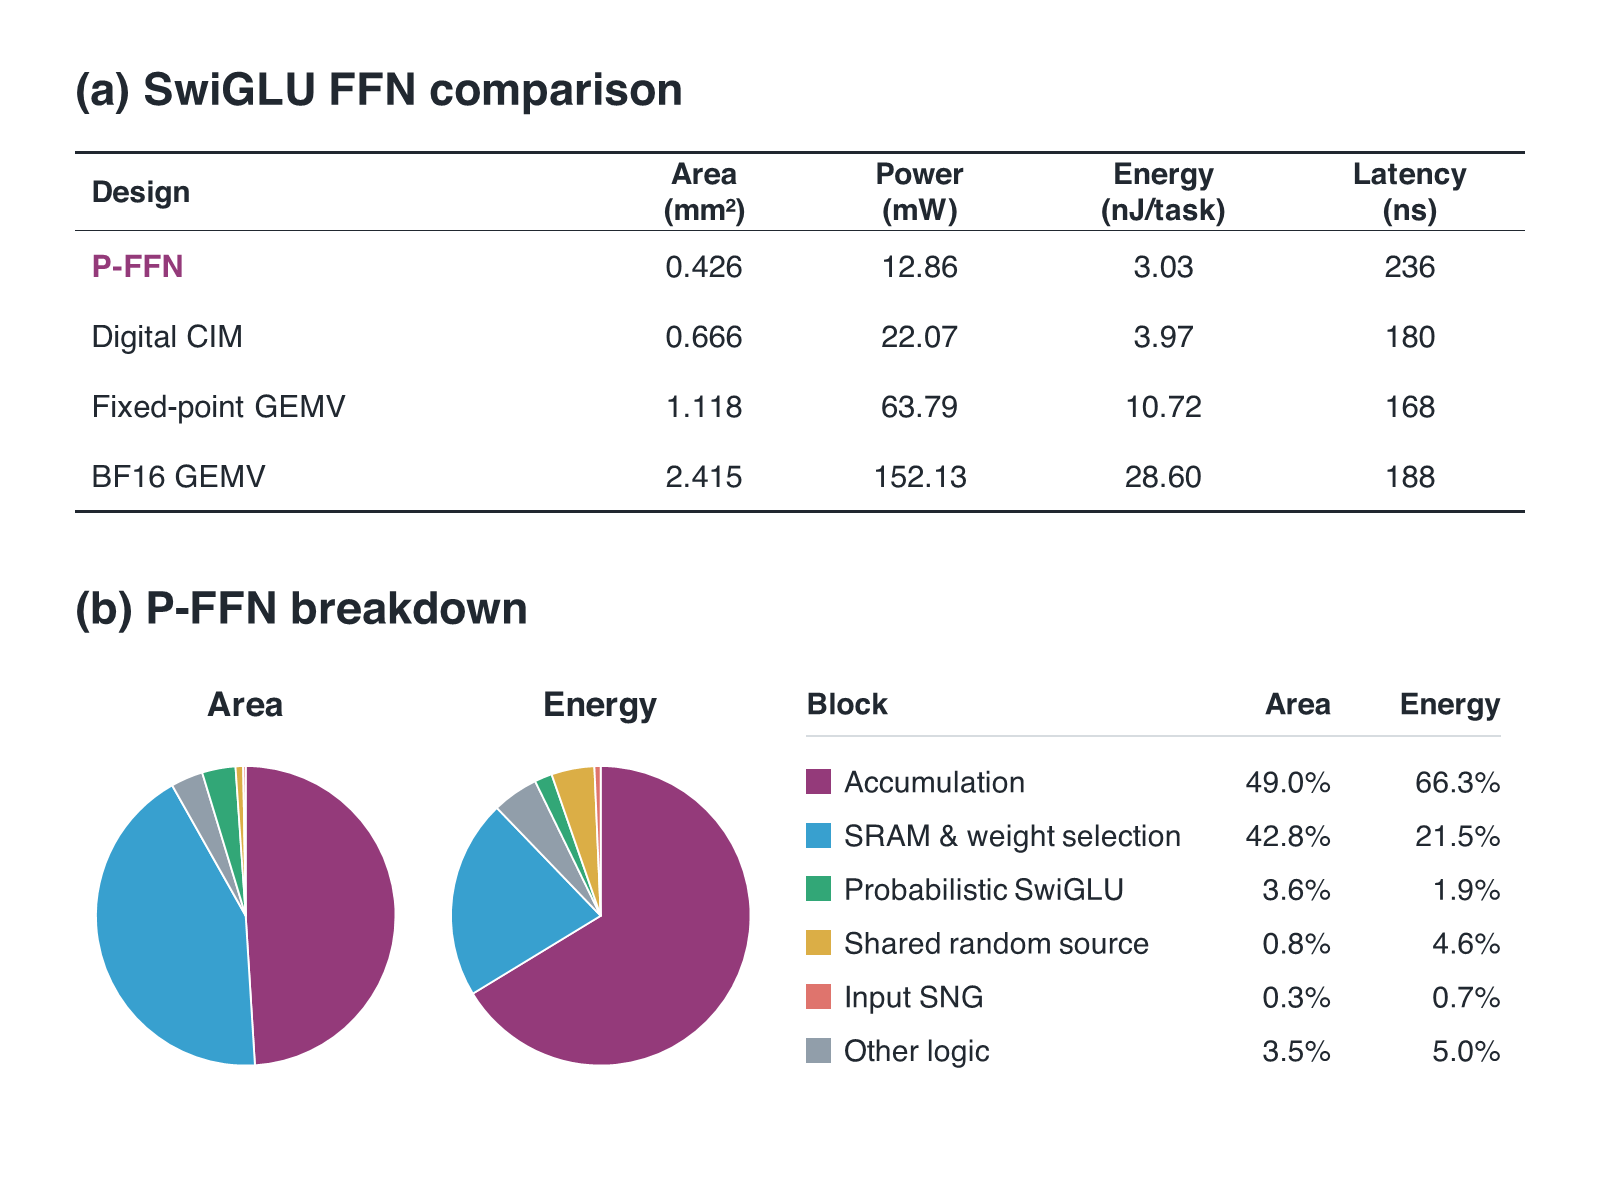 (a) SwiGLU FFN comparison
Design Area (mm²) Power (mW) Energy (nJ/task) Latency (ns)
P-FFN 0.426 12.86 3.03 236
Digital CIM 0.666 22.07 3.97 180
Fixed-point GEMV 1.118 63.79 10.72 168
BF16 GEMV 2.415 152.13 28.60 188
(b) P-FFN breakdown
Area Energy
Block Area Energy
Accumulation 49.0% 66.3%
SRAM & weight selection 42.8% 21.5%
Probabilistic SwiGLU 3.6% 1.9%
Shared random source 0.8% 4.6%
Input SNG 0.3% 0.7%
Other logic 3.5% 5.0%